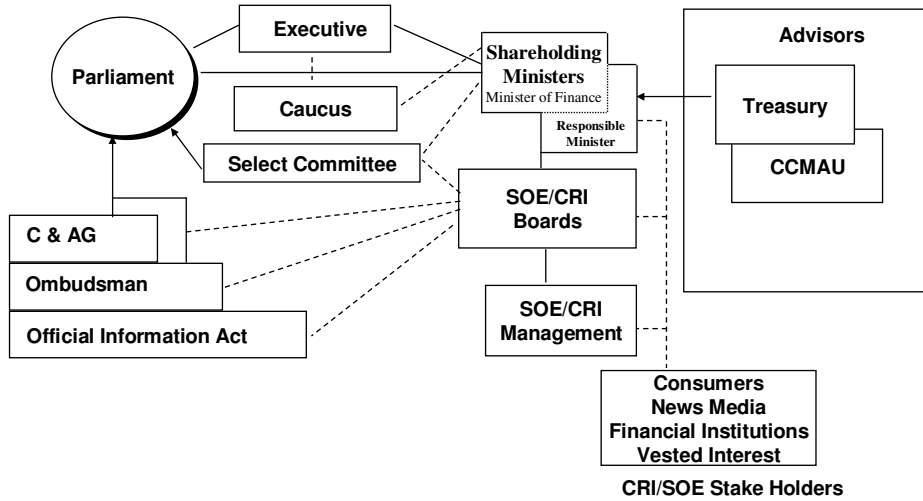 Executive
Advisors
Parliament
Shareholding
Ministers
Minister of Finance
Caucus
Treasury
Responsible
Minister
Select Committee
CCMAU
SOE/CRI
Boards
C & AG
Ombudsman
Official Information Act
SOE/CRI
Management
Consumers
News Media
Financial Institutions
Vested Interest
CRI/SOE Stake Holders